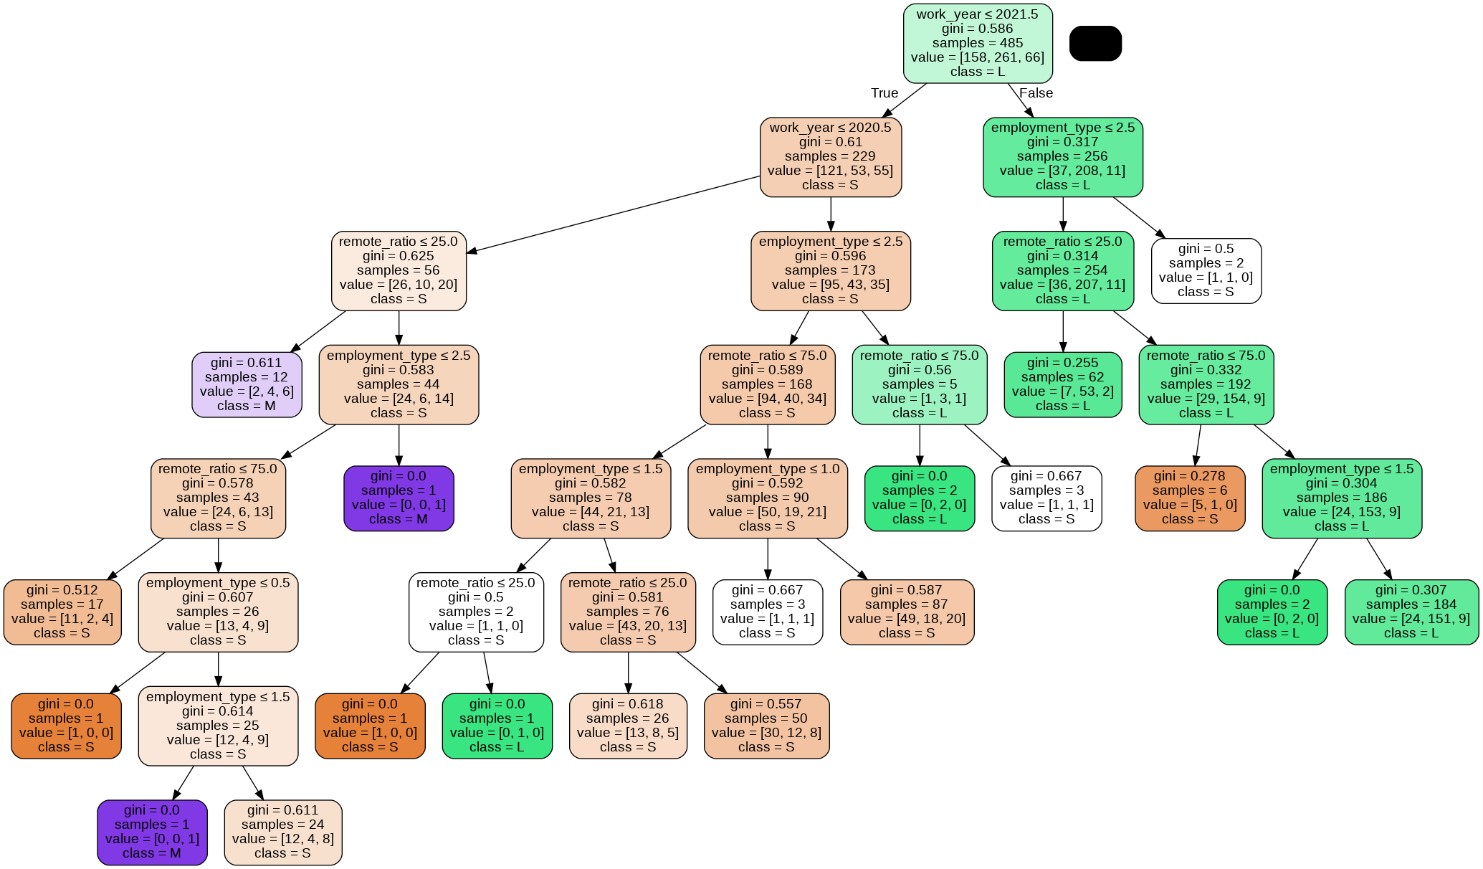 work_year ≤ 2021.5
gini = 0.586
samples = 485
value = [158, 261, 66]
class = L
True
False
work_year ≤ 2020.5
gini = 0.61
samples = 229
value = [121, 53, 55]
class = S
employment_type ≤ 2.5
gini = 0.317
samples = 256
value = [37, 208, 11]
class = L
remote_ratio ≤ 25.0
gini = 0.625
samples = 56
value = [26, 10, 20]
class = S
employment_type ≤ 2.5
gini = 0.596
samples = 173
value = [95, 43, 35]
class = S
remote_ratio ≤ 25.0
gini = 0.314
samples = 254
value = [36, 207, 11]
class = L
gini = 0.5
samples = 2
value = [1, 1, 0]
class = S
gini = 0.611
samples = 12
value = [2, 4, 6]
class = M
employment_type ≤ 2.5
gini = 0.583
samples = 44
value = [24, 6, 14]
class = S
remote_ratio ≤ 75.0
gini = 0.589
samples = 168
value = [94, 40, 34]
class = S
remote_ratio ≤ 75.0
gini = 0.56
samples = 5
value = [1, 3, 1]
class = L
gini = 0.255
samples = 62
value = [7, 53, 2]
class = L
remote_ratio ≤ 75.0
gini = 0.332
samples = 192
value = [29, 154, 9]
class = L
remote_ratio ≤ 75.0
gini = 0.578
samples = 43
value = [24, 6, 13]
class = S
gini = 0.0
samples = 1
value = [0, 0, 1]
class = M
employment_type ≤ 1.5
gini = 0.582
samples = 78
value = [44, 21, 13]
class = S
employment_type ≤ 1.0
gini = 0.592
samples = 90
value = [50, 19, 21]
class = S
gini = 0.0
samples = 2
value = [0, 2, 0]
class = L
gini = 0.667
samples = 3
value = [1, 1, 1]
class = S
gini = 0.278
samples = 6
value = [5, 1, 0]
class = S
employment_type ≤ 1.5
gini = 0.304
samples = 186
value = [24, 153, 9]
class = L
gini = 0.512
samples = 17
value = [11, 2, 4]
class = S
employment_type ≤ 0.5
gini = 0.607
samples = 26
value = [13, 4, 9]
class = S
remote_ratio ≤ 25.0
gini = 0.5
samples = 2
value = [1, 1, 0]
class = S
remote_ratio ≤ 25.0
gini = 0.581
samples = 76
value = [43, 20, 13]
class = S
gini = 0.667
samples = 3
value = [1, 1, 1]
class = S
gini = 0.587
samples = 87
value = [49, 18, 20]
class = S
gini = 0.0
samples = 2
value = [0, 2, 0]
class = L
gini = 0.307
samples = 184
value = [24, 151, 9]
class = L
gini = 0.0
samples = 1
value = [1, 0, 0]
class = S
employment_type ≤ 1.5
gini = 0.614
samples = 25
value = [12, 4, 9]
class = S
gini = 0.0
samples = 1
value = [1, 0, 0]
class = S
gini = 0.0
samples = 1
value = [0, 1, 0]
class = L
gini = 0.618
samples = 26
value = [13, 8, 5]
class = S
gini = 0.557
samples = 50
value = [30, 12, 8]
class = S
gini = 0.0
samples = 1
value = [0, 0, 1]
class = M
gini = 0.611
samples = 24
value = [12, 4, 8]
class = S